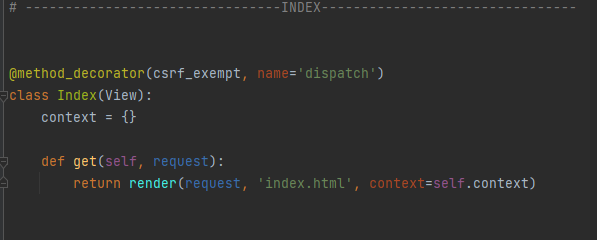 # --------------------------------INDEX--------------------------------
@method_decorator(csrf_exempt, name='dispatch')
class Index(View):
    context = {}
    def get(self, request):
        return render(request, 'index.html', context=self.context)